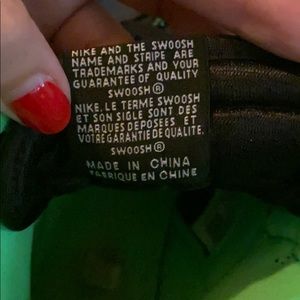 NIKE AND THE SWOOSH
NAME AND STRIPE ARE
TRADEMARKS AND YOUR
GUARANTEE OF QUALITY
SWOOSH®
NIKE. LE TERME SWOOSH
ET SON SIGLE SONT DES
MARQUES DEPOSEES ET
VOTRE GARANTIE DE QUALITE.
SWOOSH®
MADE IN CHINA
FABRIQUE EN CHINE